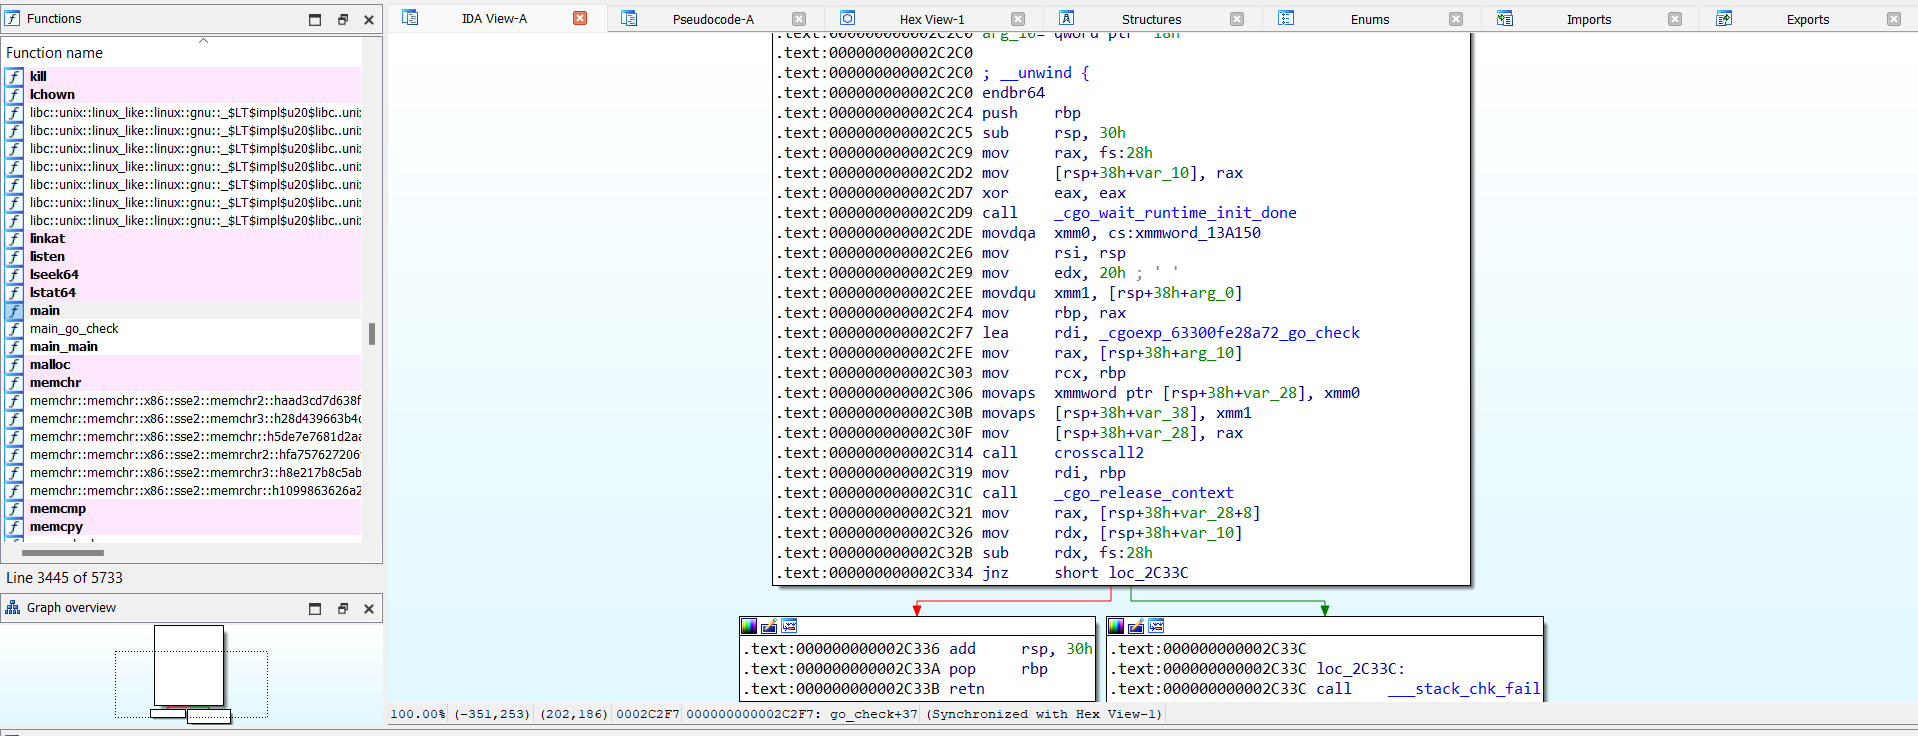 Functions
IDA View-A
Pseudocode-A
Hex View-1
Structures
Enums
Imports
Exports
Function name
kill
lchown
libc::unix::linux_like::linux::gnu::_$LT$impl$u20$libc..unix
libc::unix::linux_like::linux::gnu::_$LT$impl$u20$libc..unix
libc::unix::linux_like::linux::gnu::_$LT$impl$u20$libc..unix
libc::unix::linux_like::linux::gnu::_$LT$impl$u20$libc..unix
libc::unix::linux_like::linux::gnu::_$LT$impl$u20$libc..unix
libc::unix::linux_like::linux::gnu::_$LT$impl$u20$libc..unix
libc::unix::linux_like::linux::gnu::_$LT$impl$u20$libc..unix
linkat
listen
lseek64
lstat64
main
main_go_check
main_main
malloc
memchr
memchr::memchr::x86::sse2::memchr2::haad3cd7d638f
memchr::memchr::x86::sse2::memchr3::h28d439663b4c
memchr::memchr::x86::sse2::memchr::h5de7e7681d2aa
memchr::memchr::x86::sse2::memrchr2::hfa757627206
memchr::memchr::x86::sse2::memrchr3::h8e217b8c5ab
memchr::memchr::x86::sse2::memrchr::h1099863626a2
memcmp
memcpy
Line 3445 of 5733
Graph overview
.text:000000000002C2C0 arg_10= qword ptr  18h
.text:000000000002C2C0
.text:000000000002C2C0 ; __unwind {
.text:000000000002C2C0 endbr64
.text:000000000002C2C4 push    rbp
.text:000000000002C2C5 sub     rsp, 30h
.text:000000000002C2C9 mov     rax, fs:28h
.text:000000000002C2D2 mov     [rsp+38h+var_10], rax
.text:000000000002C2D7 xor     eax, eax
.text:000000000002C2D9 call    _cgo_wait_runtime_init_done
.text:000000000002C2DE movdqa  xmm0, cs:xmmword_13A150
.text:000000000002C2E6 mov     rsi, rsp
.text:000000000002C2E9 mov     edx, 20h ; ' '
.text:000000000002C2EE movdqu  xmm1, [rsp+38h+arg_0]
.text:000000000002C2F4 mov     rbp, rax
.text:000000000002C2F7 lea     rdi, _cgoexp_63300fe28a72_go_check
.text:000000000002C2FE mov     rax, [rsp+38h+arg_10]
.text:000000000002C303 mov     rcx, rbp
.text:000000000002C306 movaps  xmmword ptr [rsp+38h+var_28], xmm0
.text:000000000002C30B movaps  [rsp+38h+var_38], xmm1
.text:000000000002C30F mov     [rsp+38h+var_28], rax
.text:000000000002C314 call    crosscall2
.text:000000000002C319 mov     rdi, rbp
.text:000000000002C31C call    _cgo_release_context
.text:000000000002C321 mov     rax, [rsp+38h+var_28+8]
.text:000000000002C326 mov     rdx, [rsp+38h+var_10]
.text:000000000002C32B sub     rdx, fs:28h
.text:000000000002C334 jnz     short loc_2C33C
.text:000000000002C336 add     rsp, 30h
.text:000000000002C33A pop     rbp
.text:000000000002C33B retn
.text:000000000002C33C
.text:000000000002C33C loc_2C33C:
.text:000000000002C33C call    ___stack_chk_fail
100.00% (-351,253) (202,186) 0002C2F7 000000000002C2F7: go_check+37 (Synchronized with Hex View-1)